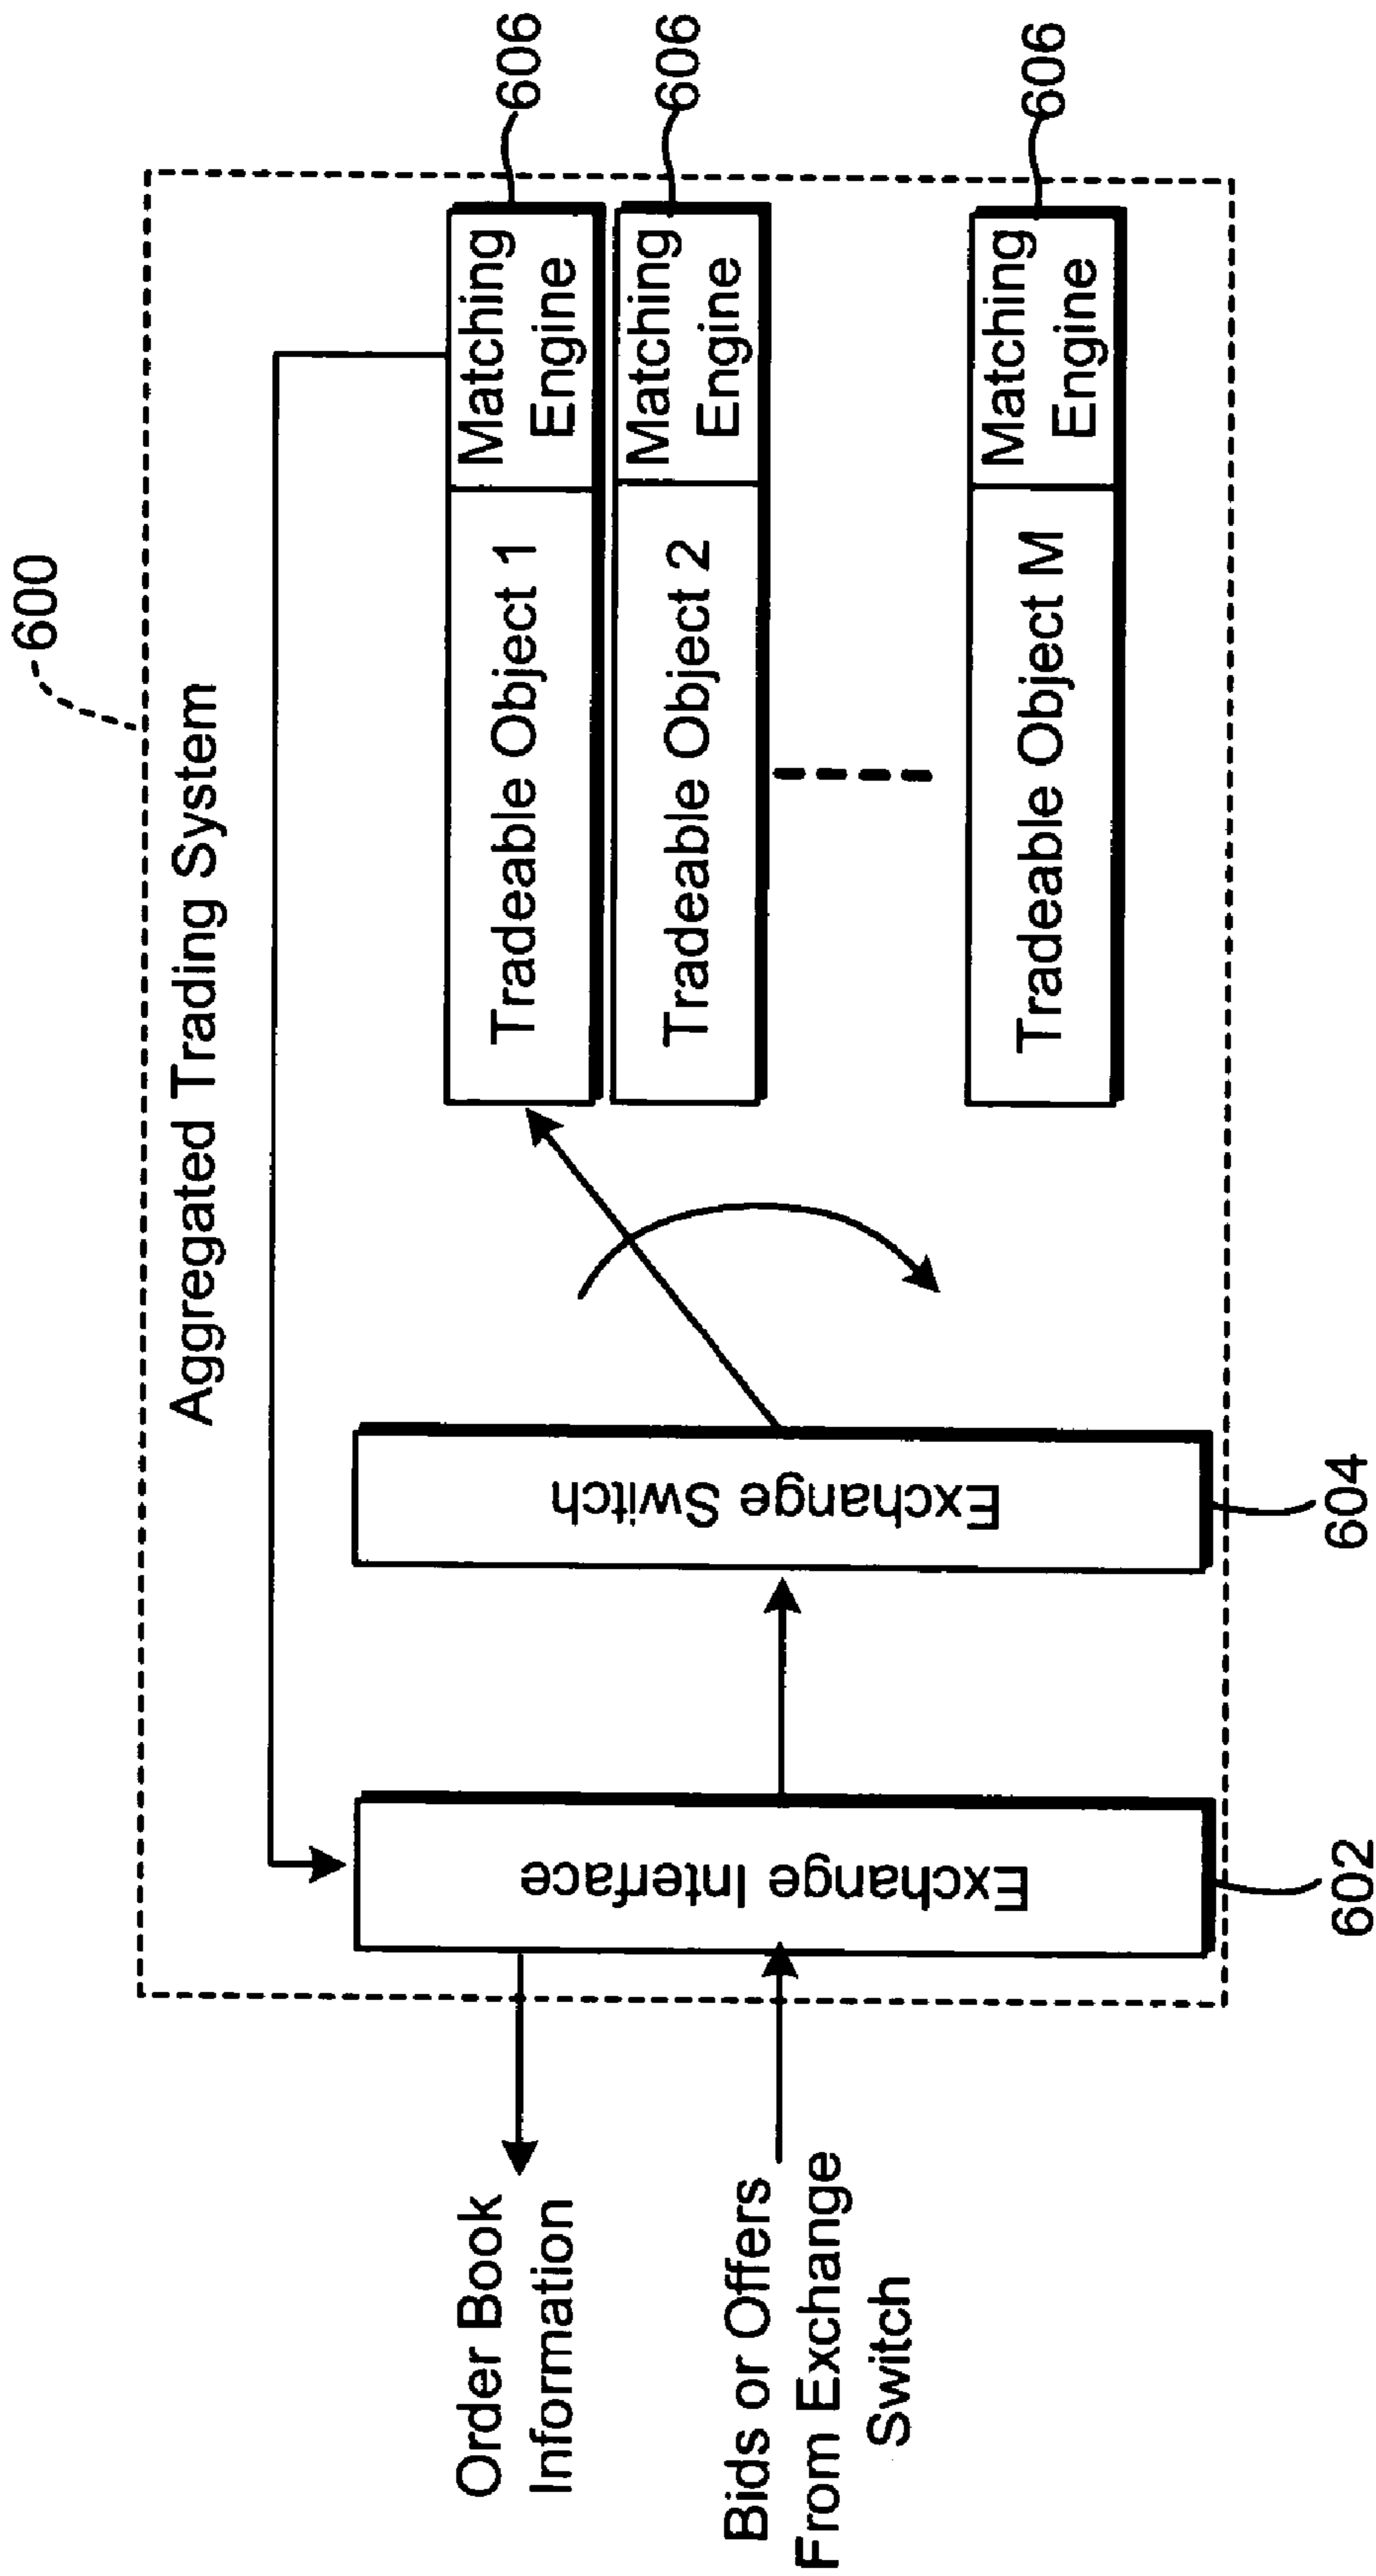 600
Aggregated Trading System
Order Book
Information
Bids or Offers
From Exchange
Switch
Exchange Interface
602
Exchange Switch
604
Tradeable Object 1
Matching
Engine
606
Tradeable Object 2
Matching
Engine
606
Tradeable Object M
Matching
Engine
606